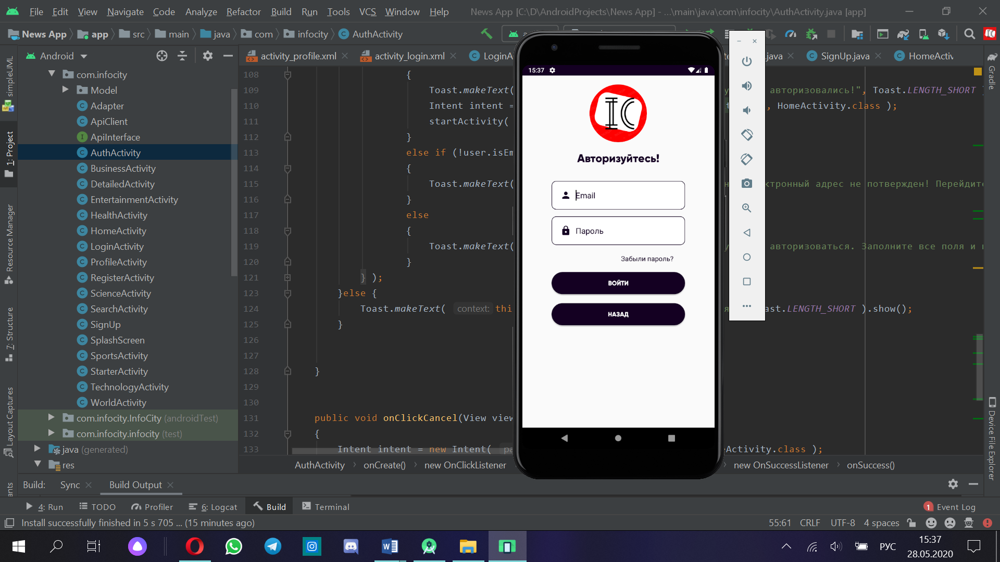 File Edit View Navigate Code Analyze Refactor Build Run Tools VCS Window Help News App [C:\D\AndroidProjects\News App] - ...\main\java\com\infocity\AuthActivity.java [app]
News App app src main java com infocity AuthActivity
Android
activity_profile.xml activity_login.xml LoginA .java SignUp.java HomeActiv
simpleUML
1: Project
Resource Manager
7: Structure
Layout Captures
ants
com.infocity
Model
Adapter
ApiClient
ApiInterface
AuthActivity
BusinessActivity
DetailedActivity
EntertainmentActivity
HealthActivity
HomeActivity
LoginActivity
ProfileActivity
RegisterActivity
ScienceActivity
SearchActivity
SignUp
SplashScreen
SportsActivity
StarterActivity
TechnologyActivity
WorldActivity
com.infocity.InfoCity (androidTest)
com.infocity.infocity (test)
java (generated)
res
108 {
109 Toast.makeText( авторизовались!", Toast.LENGTH_SHORT
110 Intent intent = , HomeActivity.class );
111 startActivity(
112 }
113 else if (!user.isEm
114 {
115 Toast.makeText( ктронный адрес не потвержден! Перейдите
116 }
117 else
118 {
119 Toast.makeText( авторизоваться. Заполните все поля и
120 }
121 } );
123 }else {
124 Toast.makeText( context: thi ast.LENGTH_SHORT ).show();
125 }
126
127
128 }
129
130
131 public void onClickCancel(View view
132 {
133 Intent intent = new Intent( pa eActivity.class );
15:37
IC
Авторизуйтесь!
Email
Пароль
Забыли пароль?
ВОЙТИ
НАЗАД
Gradle
Device File Explorer
AuthActivity onCreate() new OnClickListener new OnSuccessListener onSuccess()
Build: Sync Build Output
4: Run TODO Profiler 6: Logcat Build Terminal 1 Event Log
Install successfully finished in 5 s 705 ... (15 minutes ago) 55:61 CRLF UTF-8 4 spaces
РУС
15:37
28.05.2020